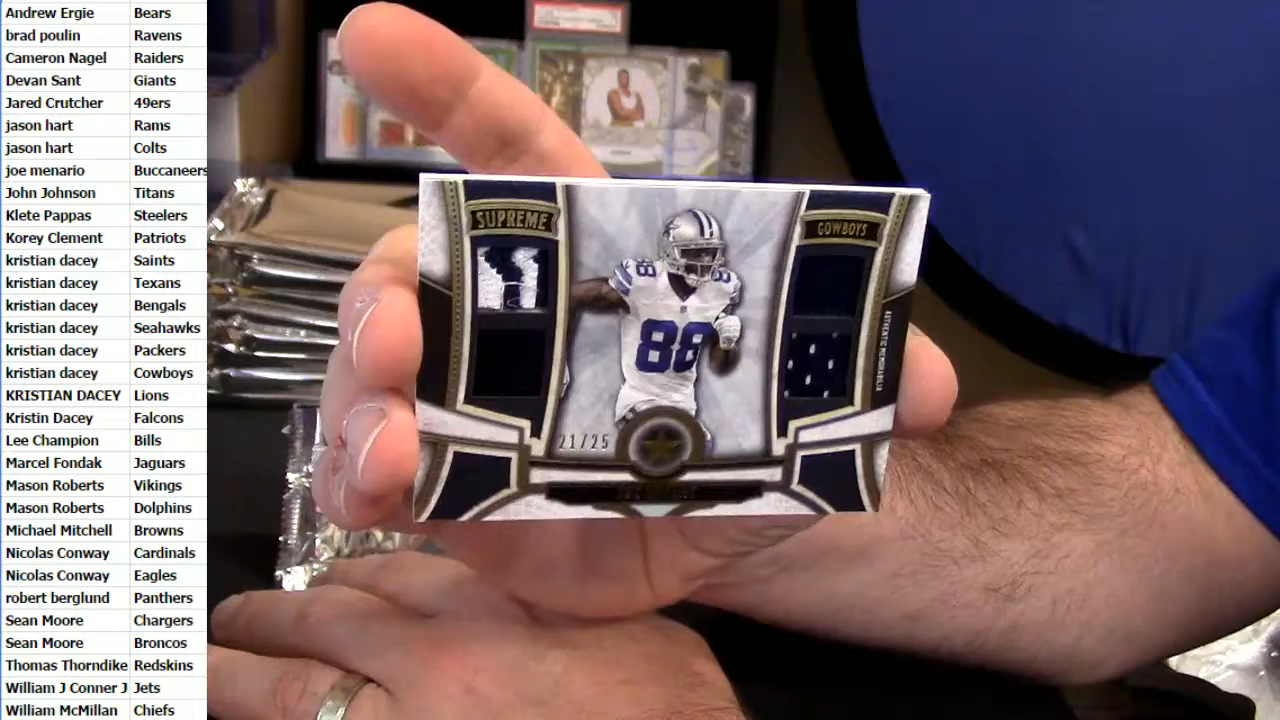 Andrew Ergie Bears
brad poulin Ravens
Cameron Nagel Raiders
Devan Sant Giants
Jared Crutcher 49ers
jason hart Rams
jason hart Colts
joe menario Buccaneers
John Johnson Titans
Klete Pappas Steelers
Korey Clement Patriots
kristian dacey Saints
kristian dacey Texans
kristian dacey Bengals
kristian dacey Seahawks
kristian dacey Packers
kristian dacey Cowboys
KRISTIAN DACEY Lions
Kristin Dacey Falcons
Lee Champion Bills
Marcel Fondak Jaguars
Mason Roberts Vikings
Mason Roberts Dolphins
Michael Mitchell Browns
Nicolas Conway Cardinals
Nicolas Conway Eagles
robert berglund Panthers
Sean Moore Chargers
Sean Moore Broncos
Thomas Thorndike Redskins
William J Conner J Jets
William McMillan Chiefs
SUPREME
COWBOYS
88
88
AUTHENTIC MEMORABILIA
21/25